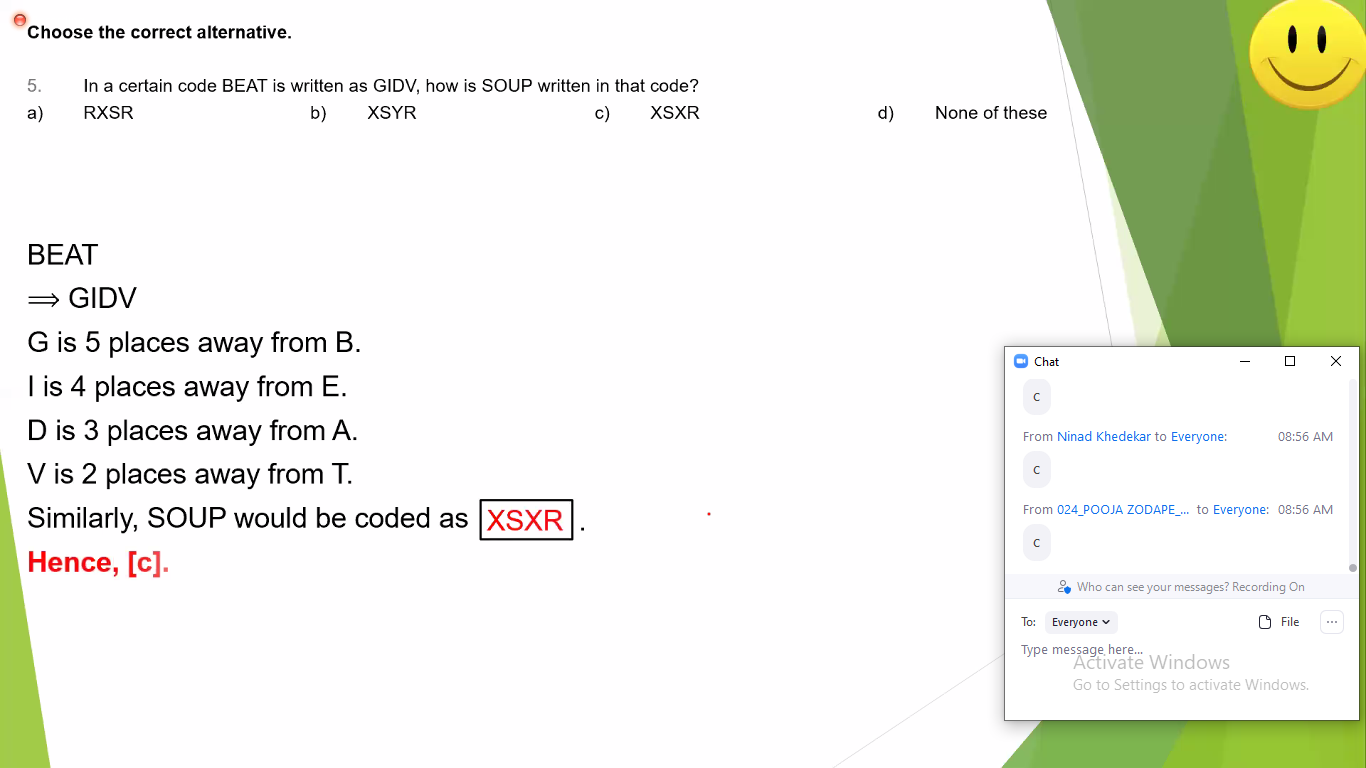 Choose the correct alternative.
5. In a certain code BEAT is written as GIDV, how is SOUP written in that code?
a) RXSR b) XSYR c) XSXR d) None of these
BEAT
⟹ GIDV
G is 5 places away from B.
I is 4 places away from E.
D is 3 places away from A.
V is 2 places away from T.
Similarly, SOUP would be coded as XSXR .
Hence, [c].
Chat
C
From Ninad Khedekar to Everyone: 08:56 AM
C
From 024_POOJA ZODAPE_... to Everyone: 08:56 AM
C
Who can see your messages? Recording On
To: Everyone File ...
Type message here...
Activate Windows
Go to Settings to activate Windows.